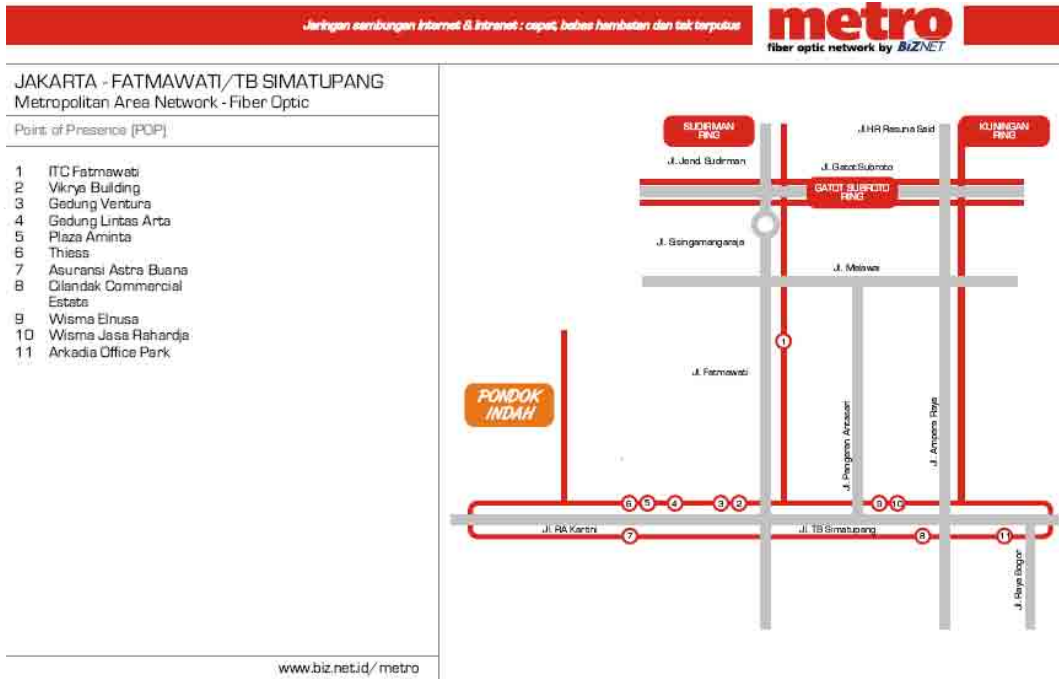 Jaringan sambungan internet & intranet : cepat, bebas hambatan dan tak terputus
metro
fiber optic network by BIZNET
JAKARTA - FATMAWATI/TB SIMATUPANG
Metropolitan Area Network - Fiber Optic
Point of Presence (POP)
1 ITC Fatmawati
2 Vikrya Building
3 Gedung Ventura
4 Gedung Lintas Arta
5 Plaza Aminta
6 Thiess
7 Asuransi Astra Buana
8 Cilandak Commercial
Estate
9 Wisma Elnusa
10 Wisma Jasa Rahardja
11 Arkadia Office Park
www.biz.net.id/metro
SUDIRMAN
RING
Jl.HR Rasuna Said
KUNINGAN
RING
Jl. Jend. Sudirman
Jl. Gatot Subroto
GATOT SUBROTO
RING
Jl. Sisingamangaraja
Jl. Melawai
1
Jl. Fatmawati
PONDOK
INDAH
Jl. Pangeran Antasari
Jl. Ampera Raya
6 5 4 3 2 9 10
Jl. RA Kartini
Jl. TB Simatupang
7 8 11
Jl. Raya Bogor